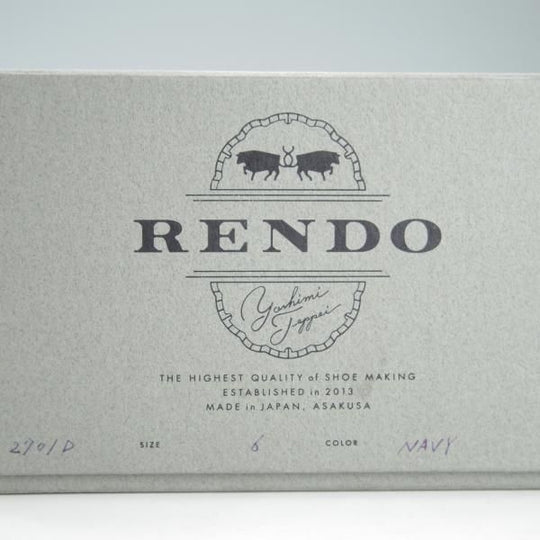 RENDO
Yoshimi
Teppei
THE HIGHEST QUALITY of SHOE MAKING
ESTABLISHED in 2013
MADE in JAPAN, ASAKUSA
2701/D SIZE 6 COLOR NAVY